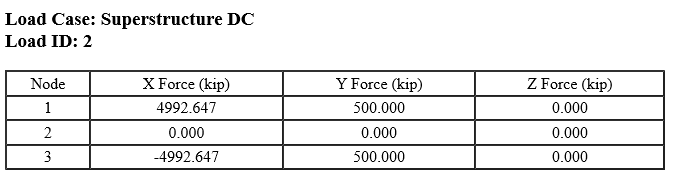 Load Case: Superstructure DC
Load ID: 2
Node X Force (kip) Y Force (kip) Z Force (kip)
1 4992.647 500.000 0.000
2 0.000 0.000 0.000
3 -4992.647 500.000 0.000